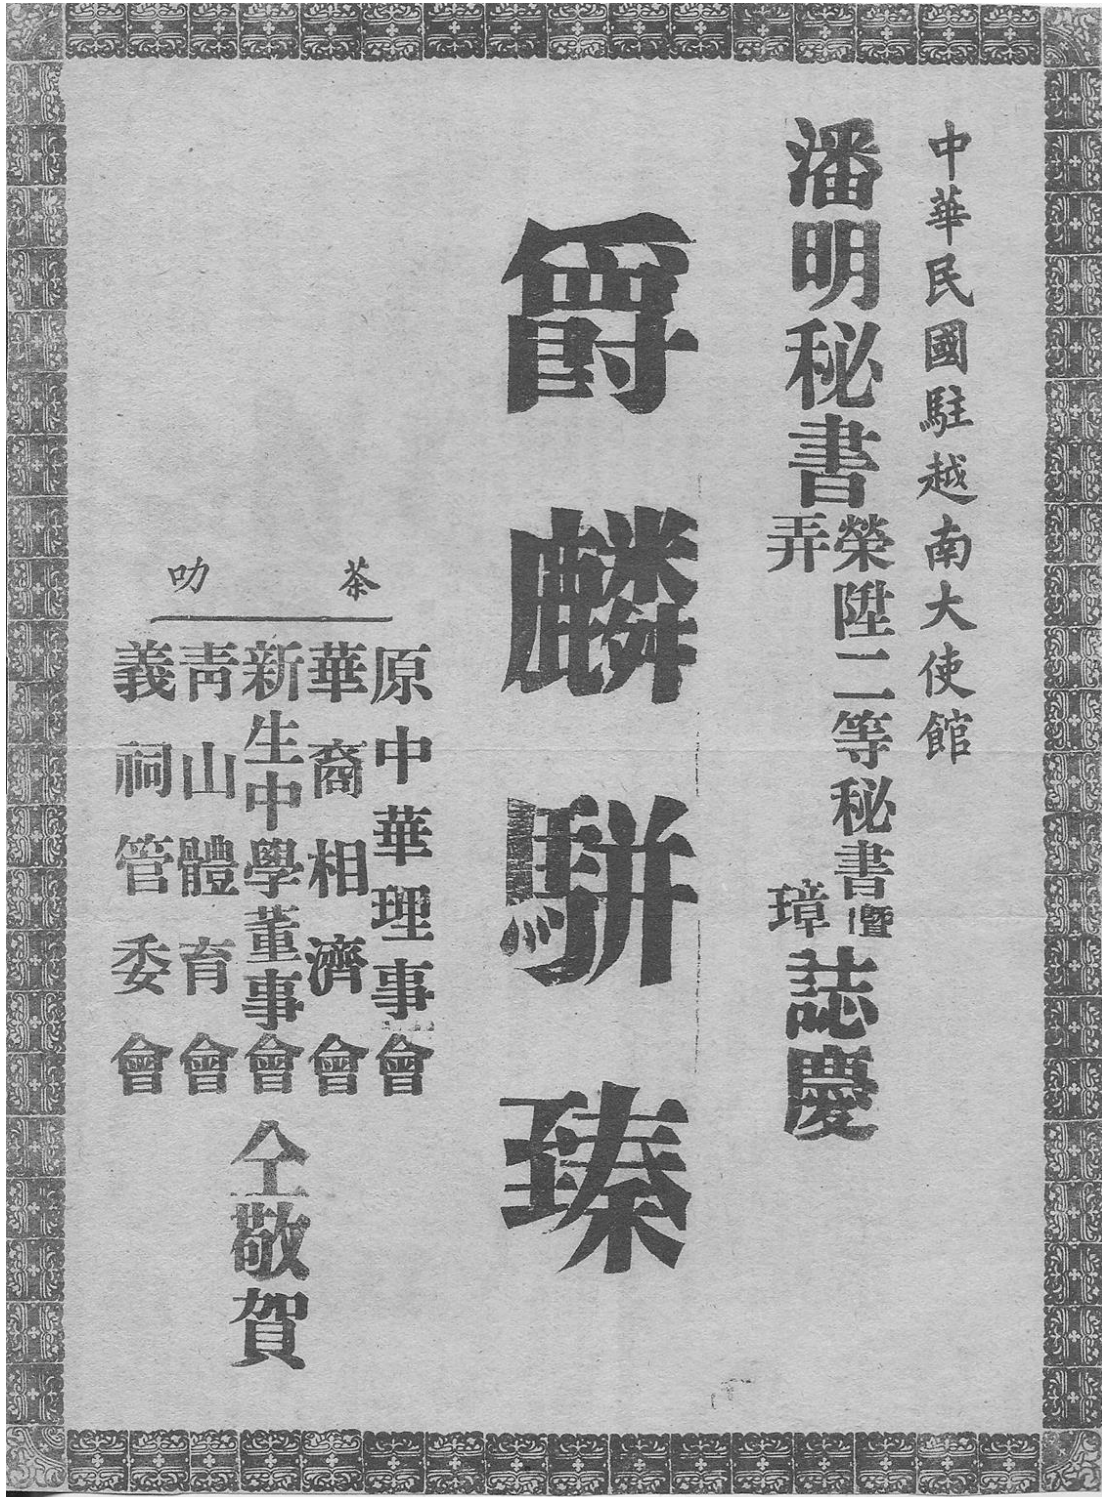 中華民國駐越南大使館
潘明秘書榮陞二等秘書暨弄璋誌慶
爵麟駢臻
茶叻
原中華理事會
華裔相濟會
新生中學董事會
青山體育會
義祠管委會
仝敬賀